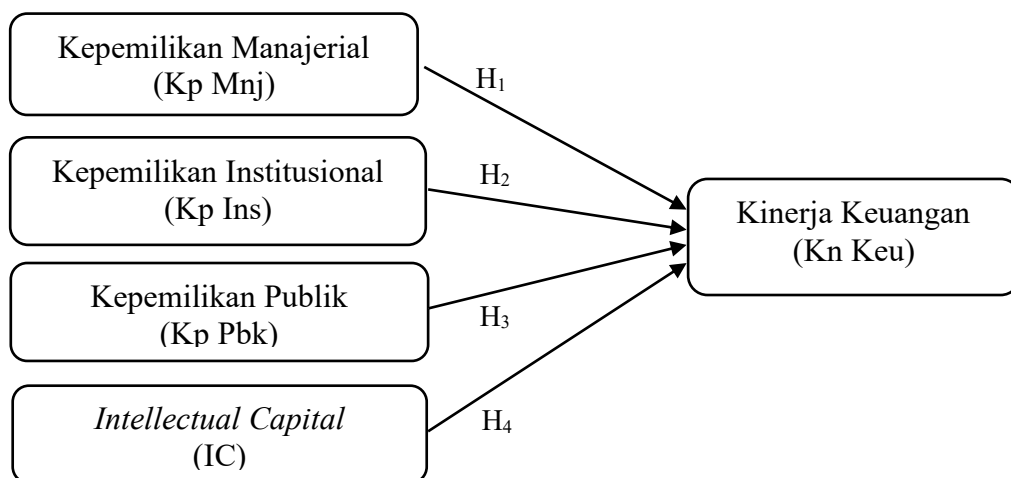 Kepemilikan Manajerial
(Kp Mnj)
H₁
Kepemilikan Institusional
(Kp Ins)
H₂
Kepemilikan Publik
(Kp Pbk)
H₃
Intellectual Capital
(IC)
H₄
Kinerja Keuangan
(Kn Keu)